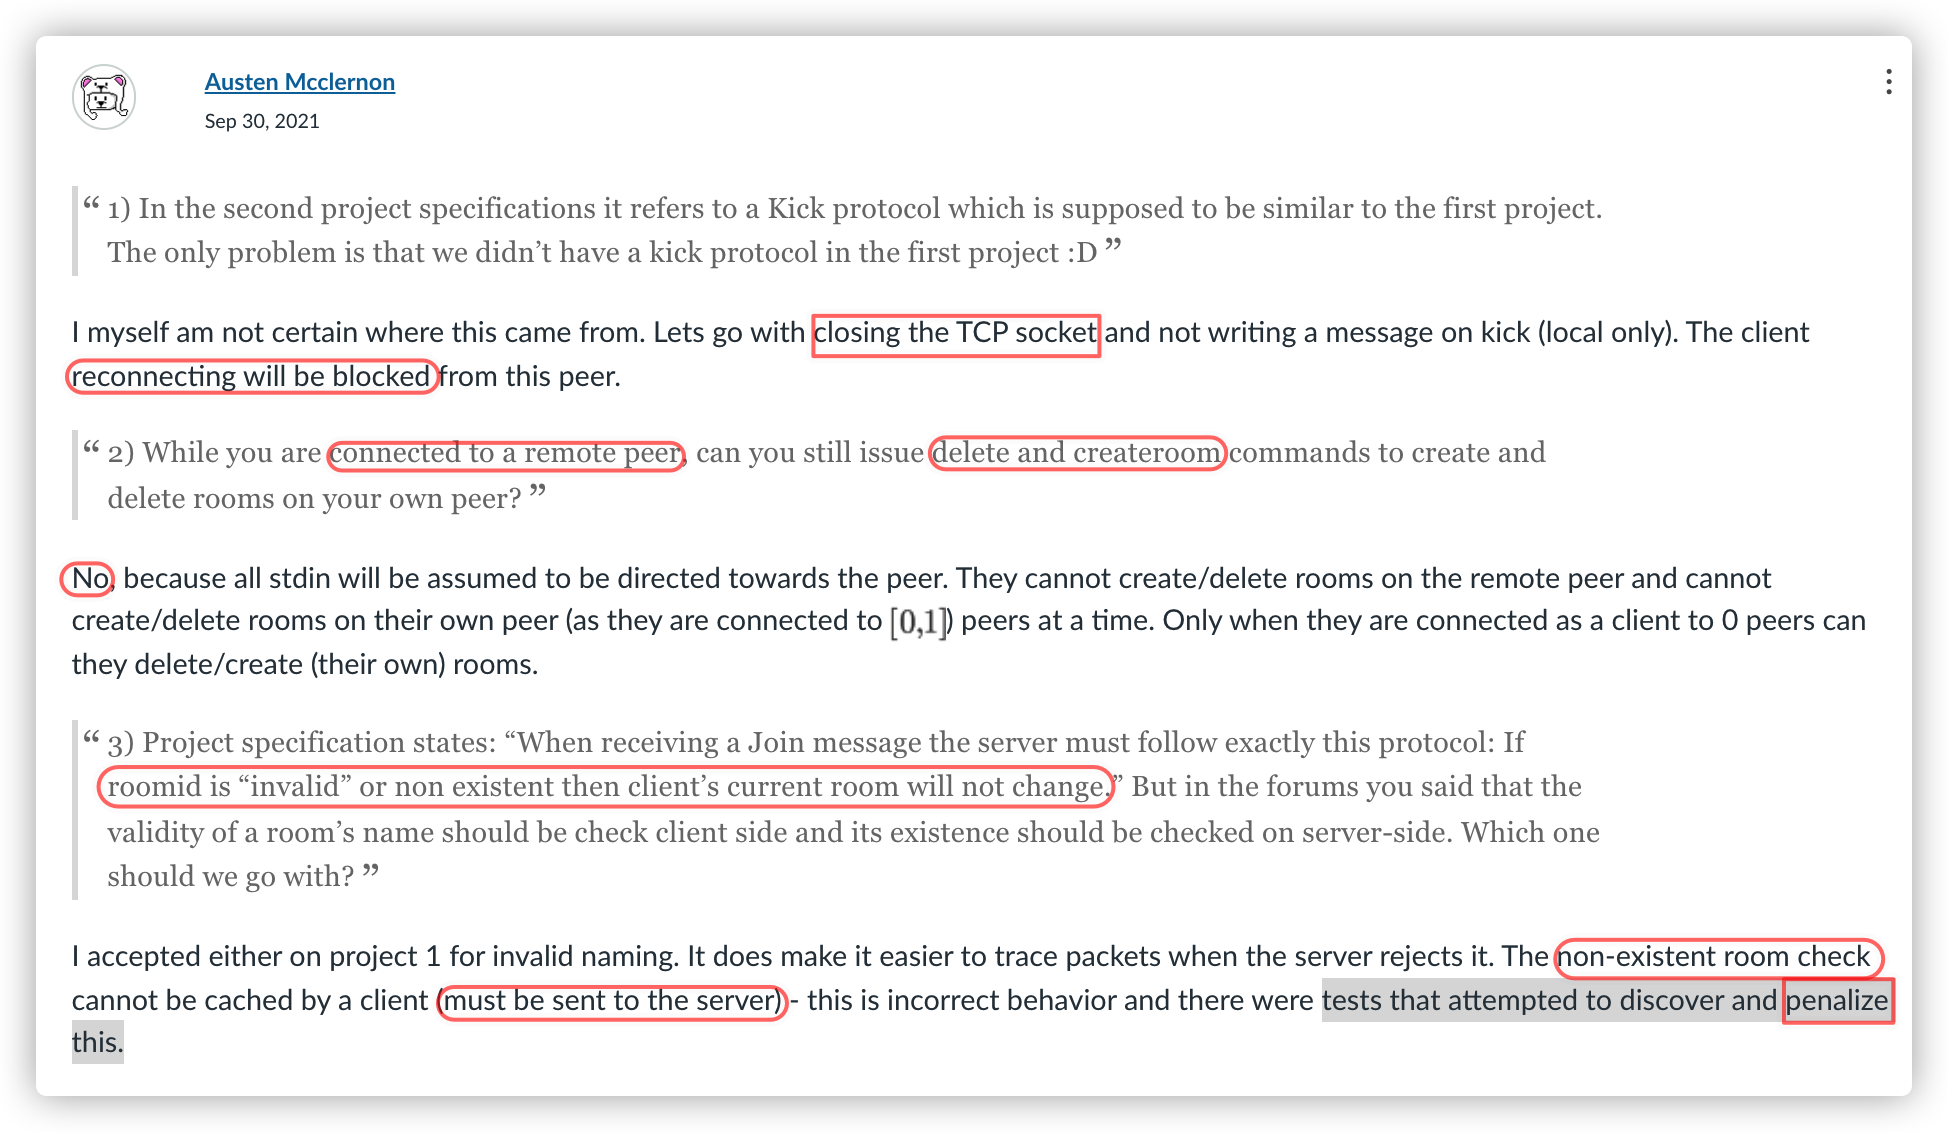 Austen Mcclernon
Sep 30, 2021
“ 1) In the second project specifications it refers to a Kick protocol which is supposed to be similar to the first project.
The only problem is that we didn’t have a kick protocol in the first project :D ”
I myself am not certain where this came from. Lets go with closing the TCP socket and not writing a message on kick (local only). The client
reconnecting will be blocked from this peer.
“ 2) While you are connected to a remote peer, can you still issue delete and createroom commands to create and
delete rooms on your own peer? ”
No, because all stdin will be assumed to be directed towards the peer. They cannot create/delete rooms on the remote peer and cannot
create/delete rooms on their own peer (as they are connected to [0,1]) peers at a time. Only when they are connected as a client to 0 peers can
they delete/create (their own) rooms.
“ 3) Project specification states: “When receiving a Join message the server must follow exactly this protocol: If
roomid is “invalid” or non existent then client’s current room will not change.” But in the forums you said that the
validity of a room’s name should be check client side and its existence should be checked on server-side. Which one
should we go with? ”
I accepted either on project 1 for invalid naming. It does make it easier to trace packets when the server rejects it. The non-existent room check
cannot be cached by a client (must be sent to the server) - this is incorrect behavior and there were tests that attempted to discover and penalize
this.